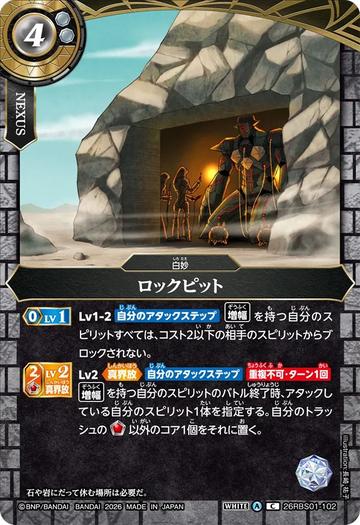 4
NEXUS
しろたえ
白妙
ロックピット
0 LV1 Lv1-2 自分のアタックステップ 増幅 を持つ自分のス
ピリットすべては、コスト2以下の相手のスピリットからブ
ロックされない。
2 LV2 真界放 Lv2 真界放 自分のアタックステップ 重複不可・ターン1回
増幅 を持つ自分のスピリットのバトル終了時、アタックし
ている自分のスピリット1体を指定する。自分のトラッ
シュの 以外のコア1個をそれに置く。
石や岩にだって休む場所は必要だ。
©BNP/BANDAI BANDAI 2026 MADE IN JAPAN WHITE A C 26RBS01-102